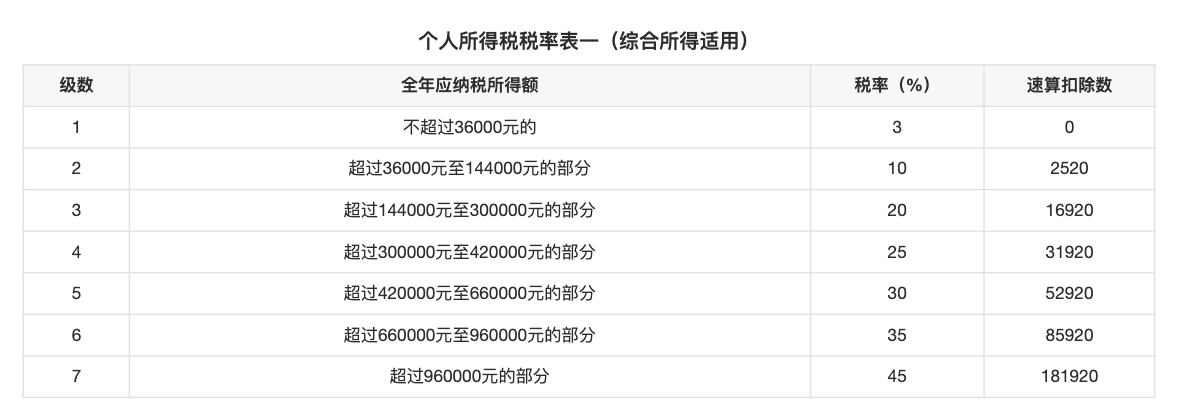 个人所得税税率表一（综合所得适用）
级数 全年应纳税所得额 税率（%） 速算扣除数
1 不超过36000元的 3 0
2 超过36000元至144000元的部分 10 2520
3 超过144000元至300000元的部分 20 16920
4 超过300000元至420000元的部分 25 31920
5 超过420000元至660000元的部分 30 52920
6 超过660000元至960000元的部分 35 85920
7 超过960000元的部分 45 181920